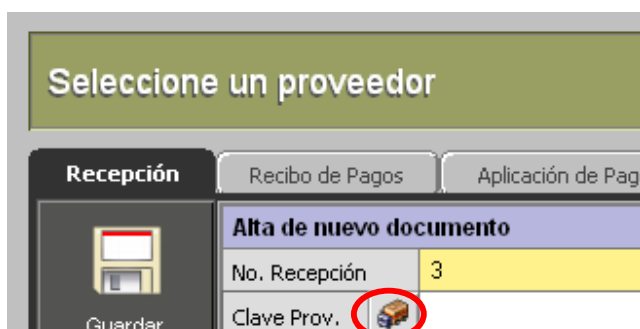 Seleccione un proveedor
Recepción Recibo de Pagos Aplicación de Pag
Alta de nuevo documento
No. Recepción 3
Clave Prov.
Guardar